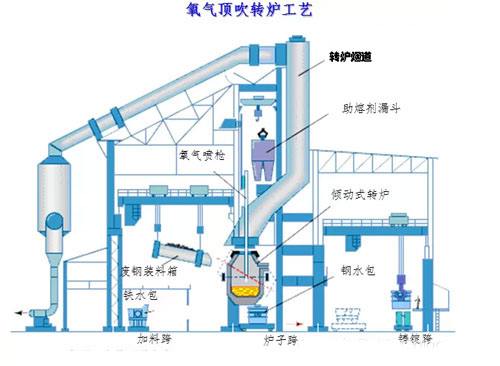 氧气顶吹转炉工艺
转炉烟道
助熔剂漏斗
氧气喷枪
倾动式转炉
废钢装料箱
钢水包
铁水包
加料跨
炉子跨
铸锭跨